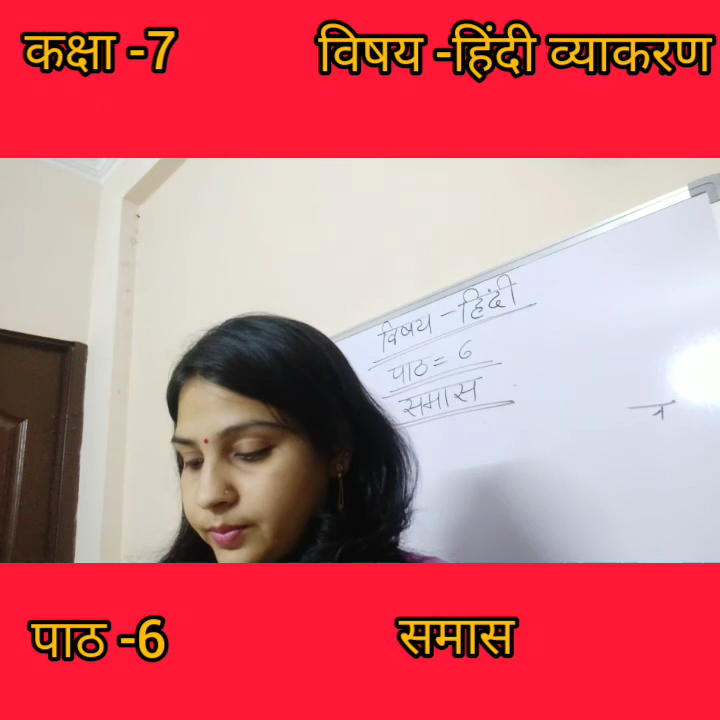 कक्षा -7 विषय -हिंदी व्याकरण
विषय - हिंदी
पाठ = 6
समास
पाठ -6 समास